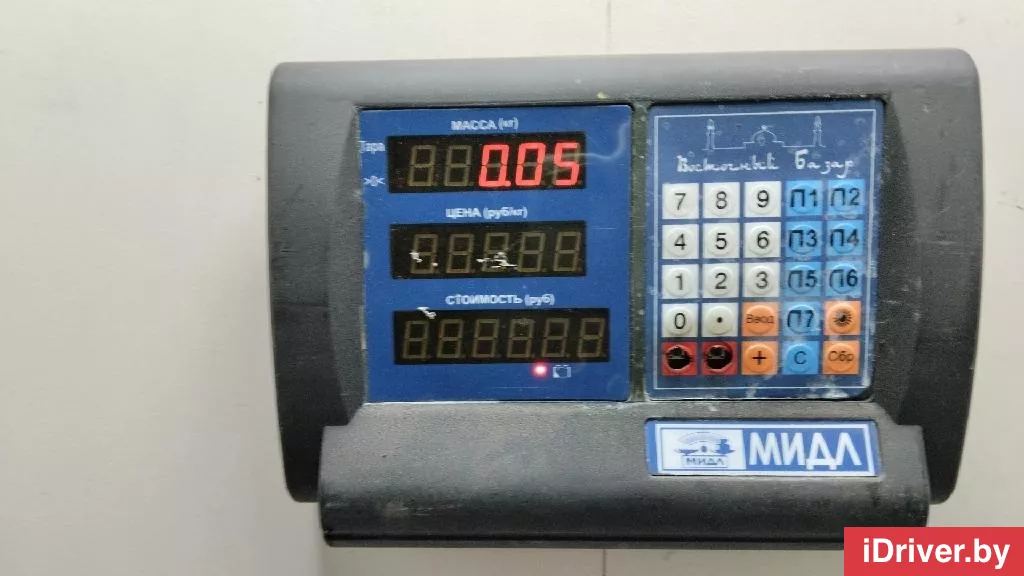 МАССА (кг)
Тара
0.05
>0<
ЦЕНА (руб/кг)
СТОИМОСТЬ (руб)
Восточный Базар
7 8 9 П1 П2
4 5 6 П3 П4
1 2 3 П5 П6
0 • Ввод П7
+ С Сбр
МИДЛ МИДЛ
iDriver.by